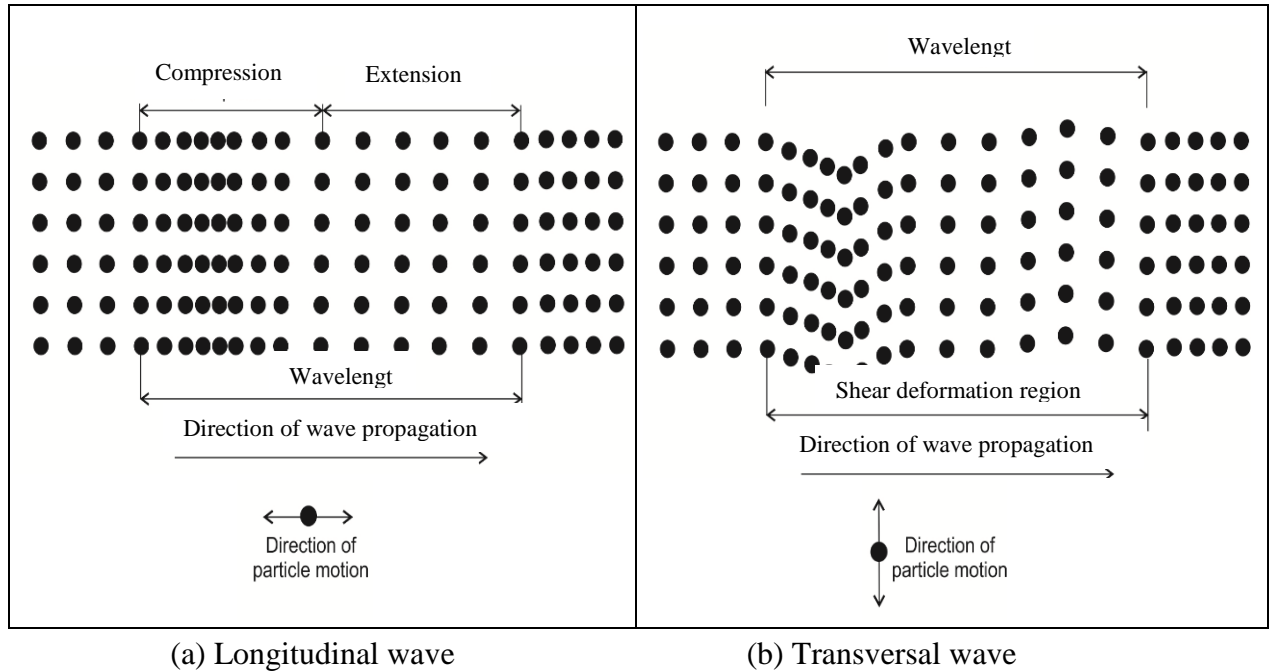 Compression
Extension
Wavelengt
Direction of wave propagation
Direction of
particle motion
Wavelengt
Shear deformation region
Direction of wave propagation
Direction of
particle motion
(a) Longitudinal wave
(b) Transversal wave